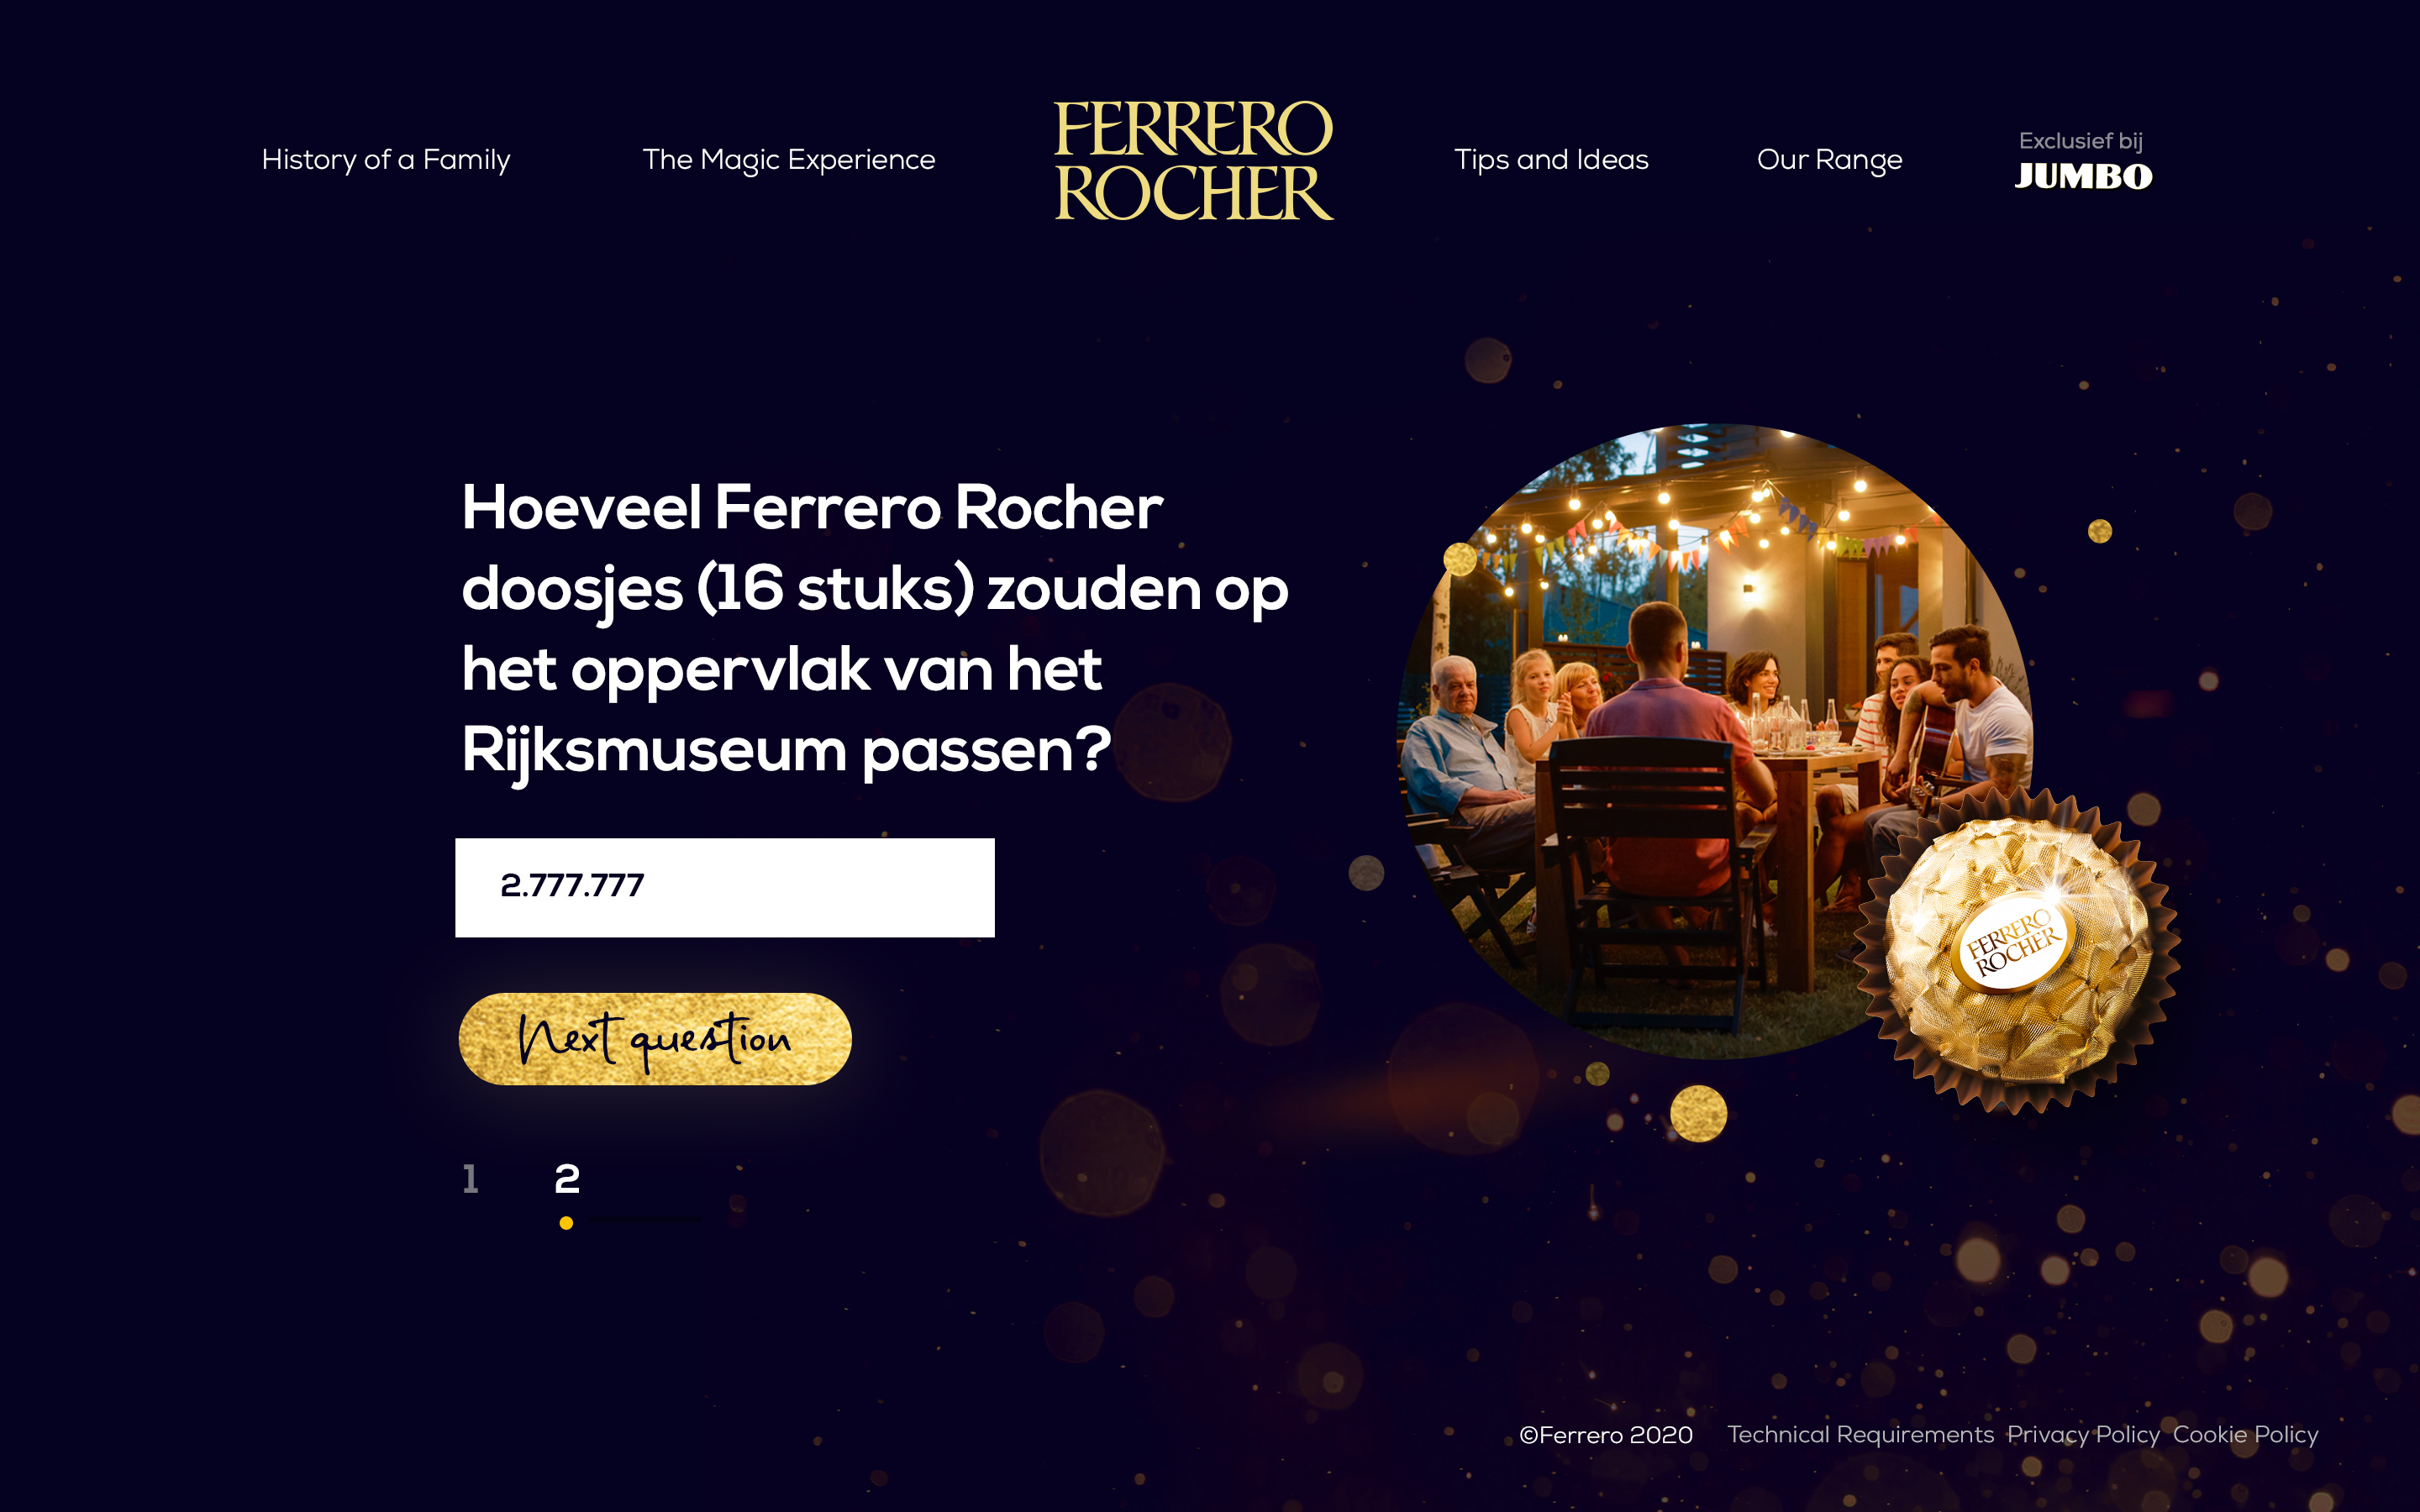 History of a Family
The Magic Experience
FERRERO
ROCHER
Tips and Ideas
Our Range
Exclusief bij
JUMBO
Hoeveel Ferrero Rocher
doosjes (16 stuks) zouden op
het oppervlak van het
Rijksmuseum passen?
2.777.777
Next question
1 2
FERRERO
ROCHER
©Ferrero 2020 Technical Requirements Privacy Policy Cookie Policy